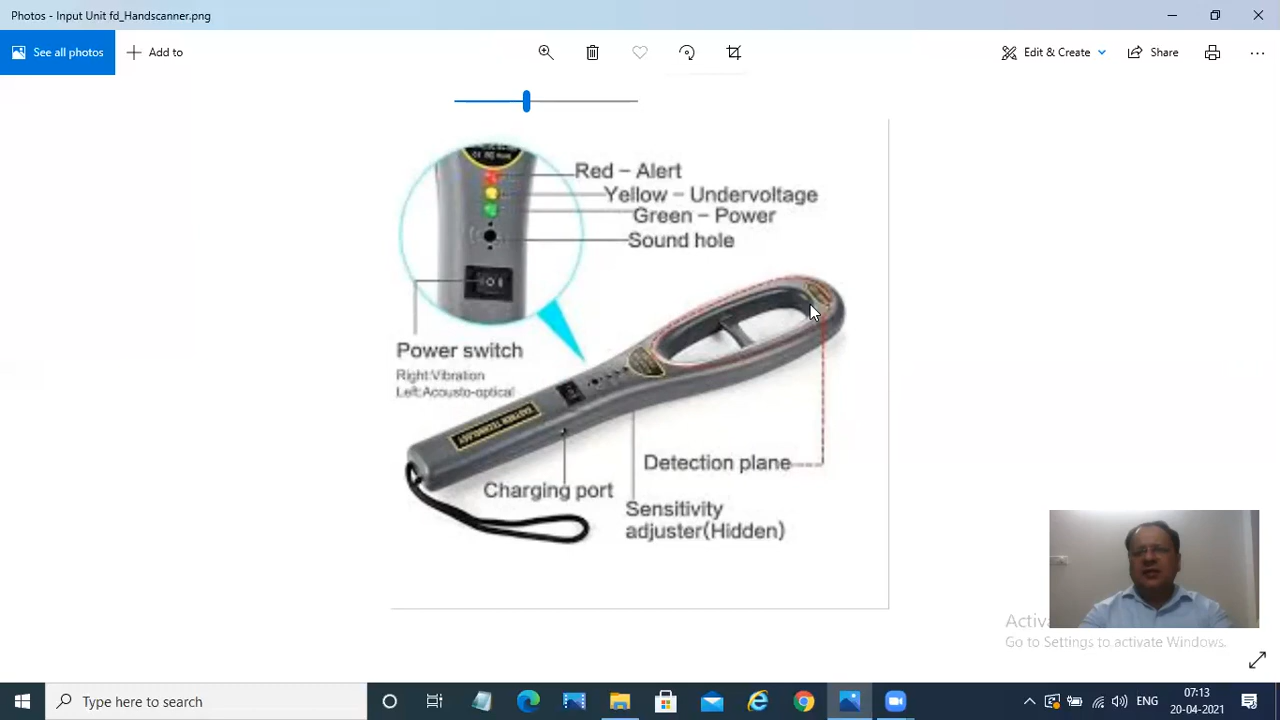 Photos - Input Unit fd_Handscanner.png
See all photos
Add to
Edit & Create
Share
Red – Alert
Yellow – Undervoltage
Green – Power
Sound hole
Power switch
Right:Vibration
Left:Acousto-optical
Detection plane
Charging port
Sensitivity
adjuster(Hidden)
Go to Settings to activate Windows.
Type here to search
ENG
07:13
20-04-2021